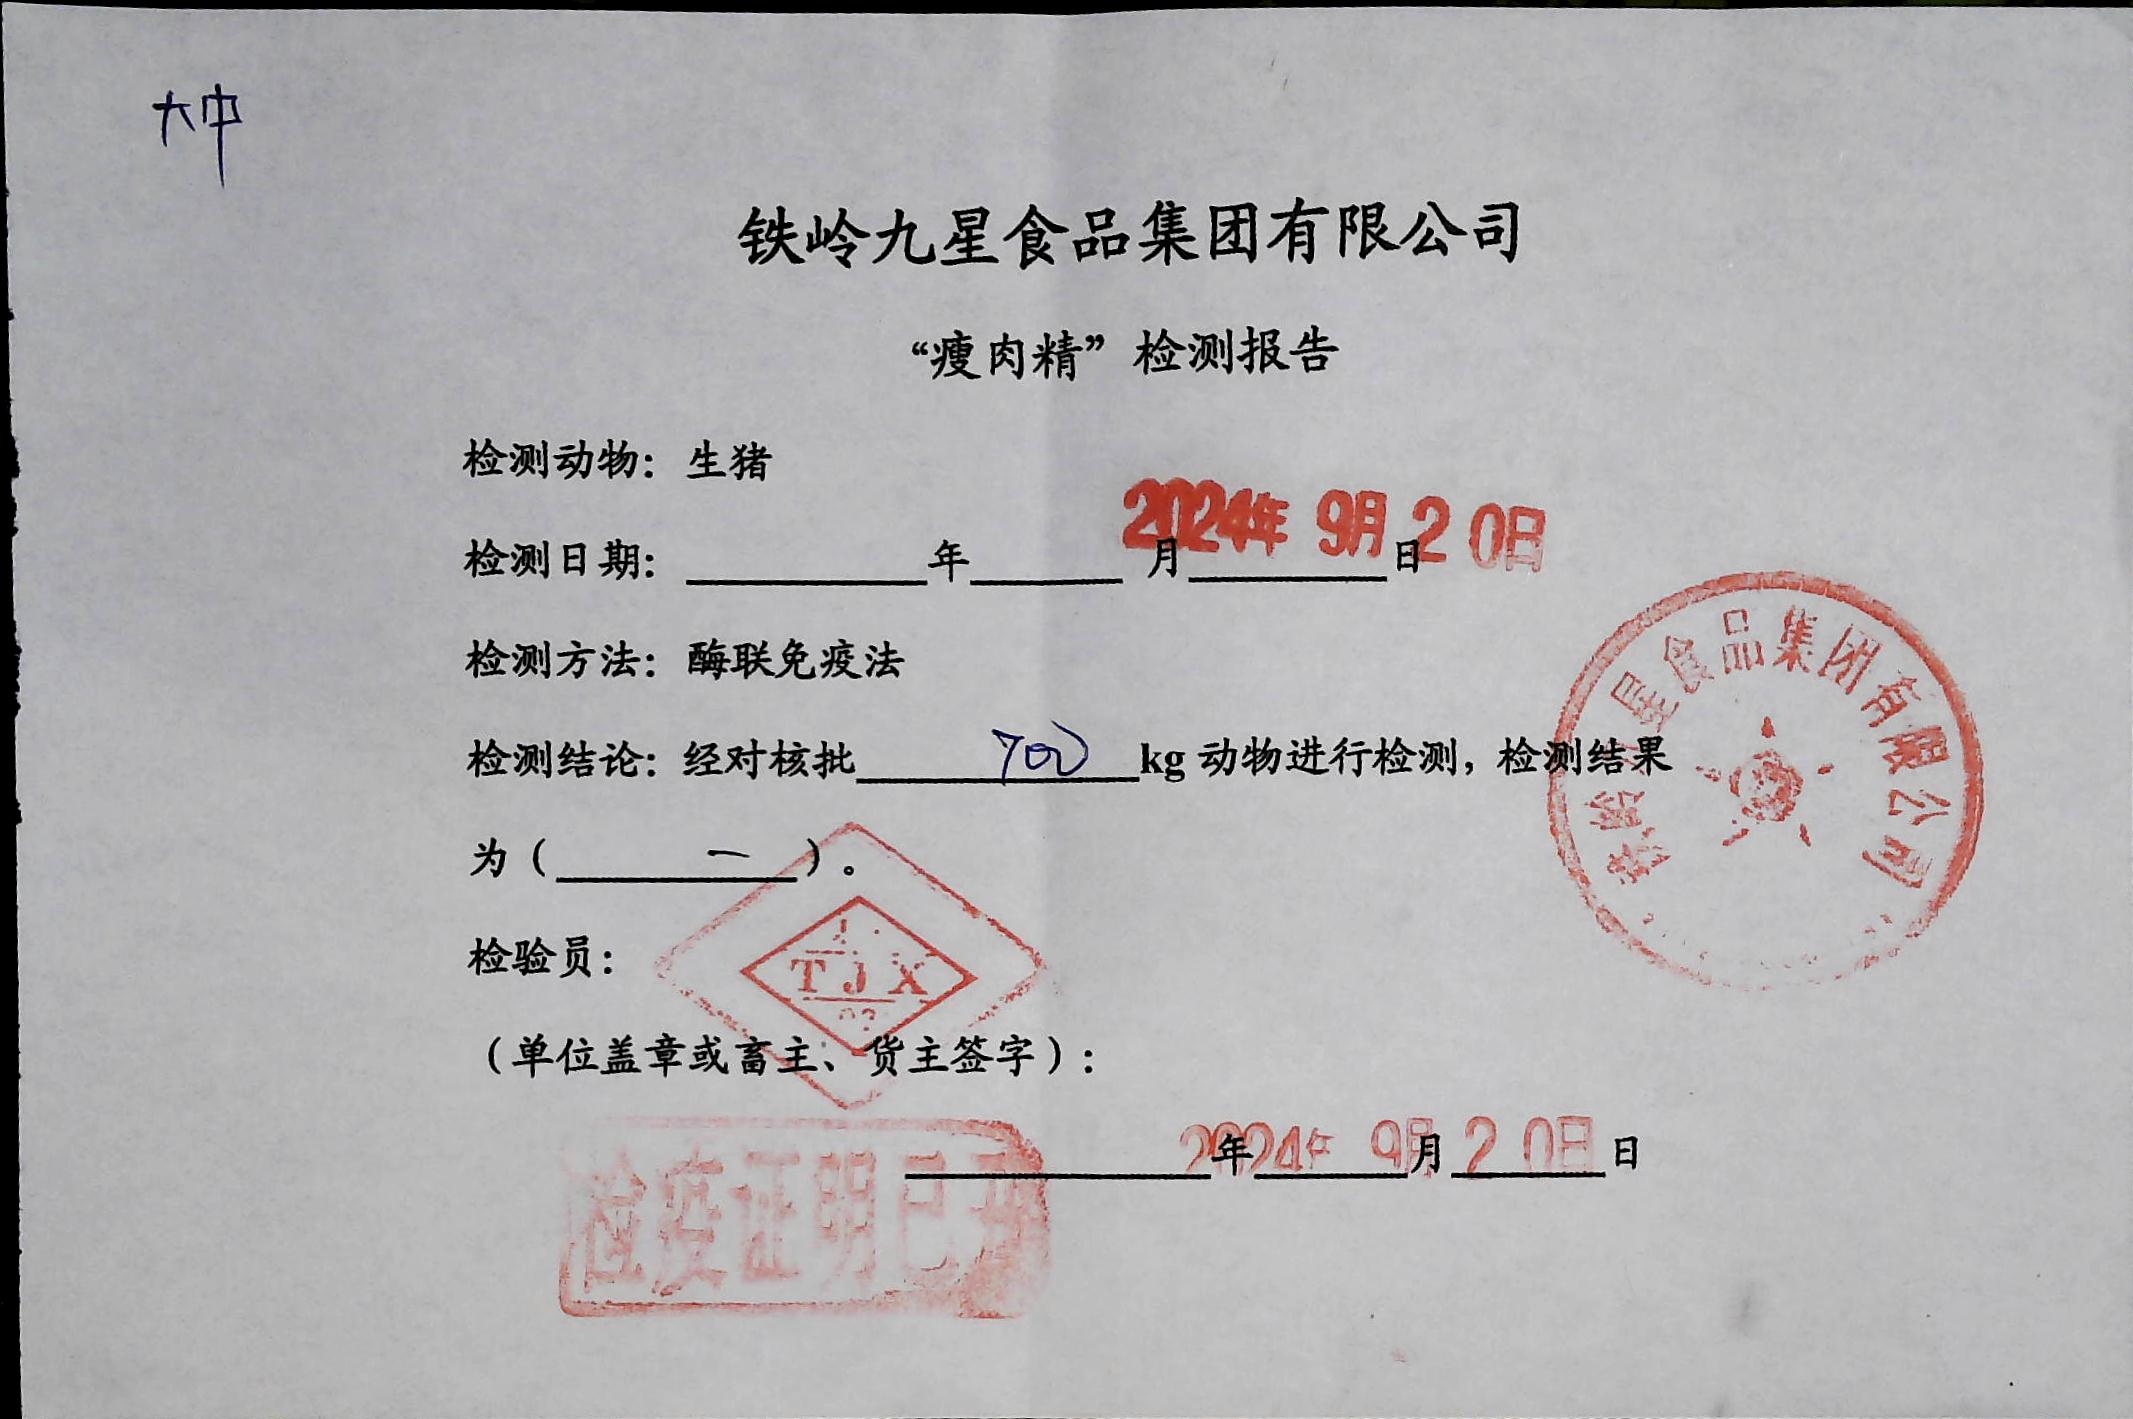 大中
铁岭九星食品集团有限公司
“瘦肉精”检测报告
检测动物：生猪
2024年 9月 20日
检测日期：年 月 日
检测方法：酶联免疫法
检测结论：经对核批 700 kg 动物进行检测，检测结果
为（ 一 ）。
铁岭九星食品集团有限公司
检验员：
TJX
（单位盖章或畜主、货主签字）：
2024年 9月 20日
年 月 日
检疫证明已开